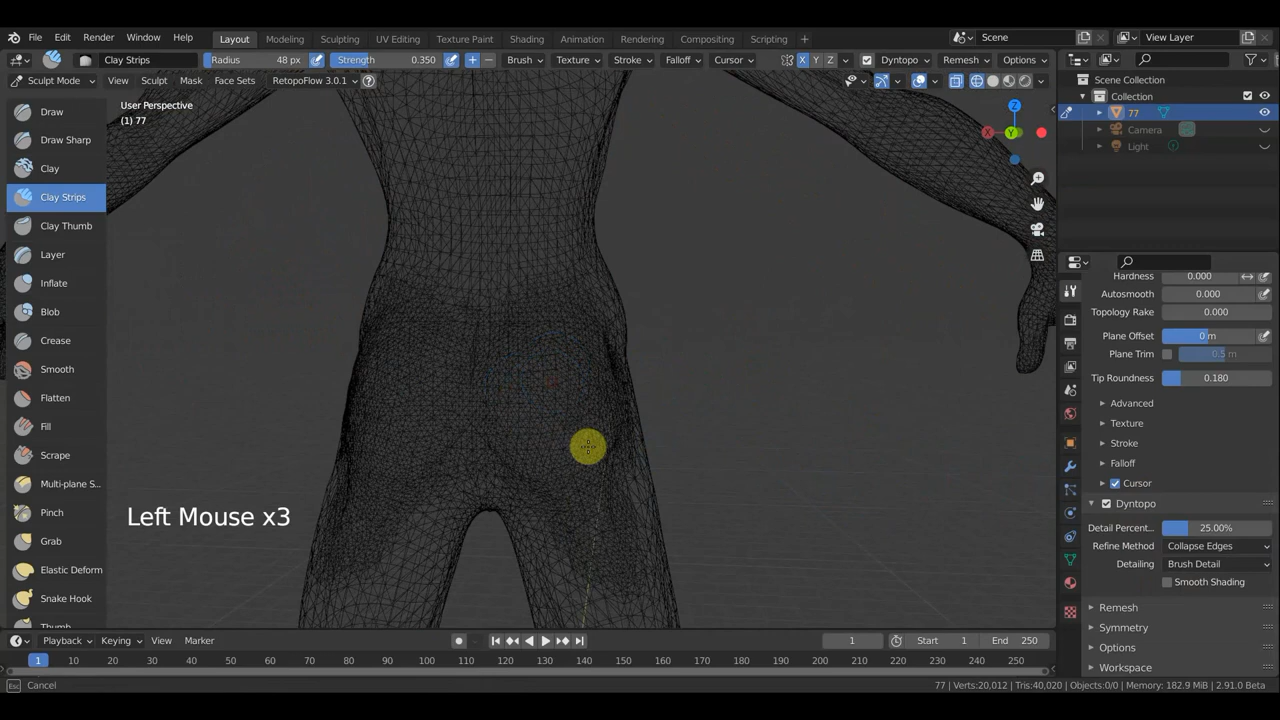 File Edit Render Window Help Layout Modeling Sculpting UV Editing Texture Paint Shading Animation Rendering Compositing Scripting + Scene View Layer
Clay Strips Radius 48 px Strength 0.350 Brush Texture Stroke Falloff Cursor X Y Z Dyntopo Remesh Options
Sculpt Mode View Sculpt Mask Face Sets RetopoFlow 3.0.1
Scene Collection
Collection
77
Camera
Light
User Perspective
(1) 77
Z
X
Y
Draw
Draw Sharp
Clay
Clay Strips
Clay Thumb
Layer
Inflate
Blob
Crease
Smooth
Flatten
Fill
Scrape
Multi-plane S...
Pinch
Grab
Elastic Deform
Snake Hook
Thumb
Left Mouse x3
Hardness 0.000
Autosmooth 0.000
Topology Rake 0.000
Plane Offset 0 m
Plane Trim 0.5 m
Tip Roundness 0.180
Advanced
Texture
Stroke
Falloff
Cursor
Dyntopo
Detail Percent... 25.00%
Refine Method Collapse Edges
Detailing Brush Detail
Smooth Shading
Remesh
Symmetry
Options
Workspace
Playback Keying View Marker 1 Start 1 End 250
1 10 20 30 40 50 60 70 80 90 100 110 120 130 140 150 160 170 180 190 200 210 220 230 240 250
Esc Cancel 77 | Verts:20,012 | Tris:40,020 | Objects:0/0 | Memory: 182.9 MiB | 2.91.0 Beta